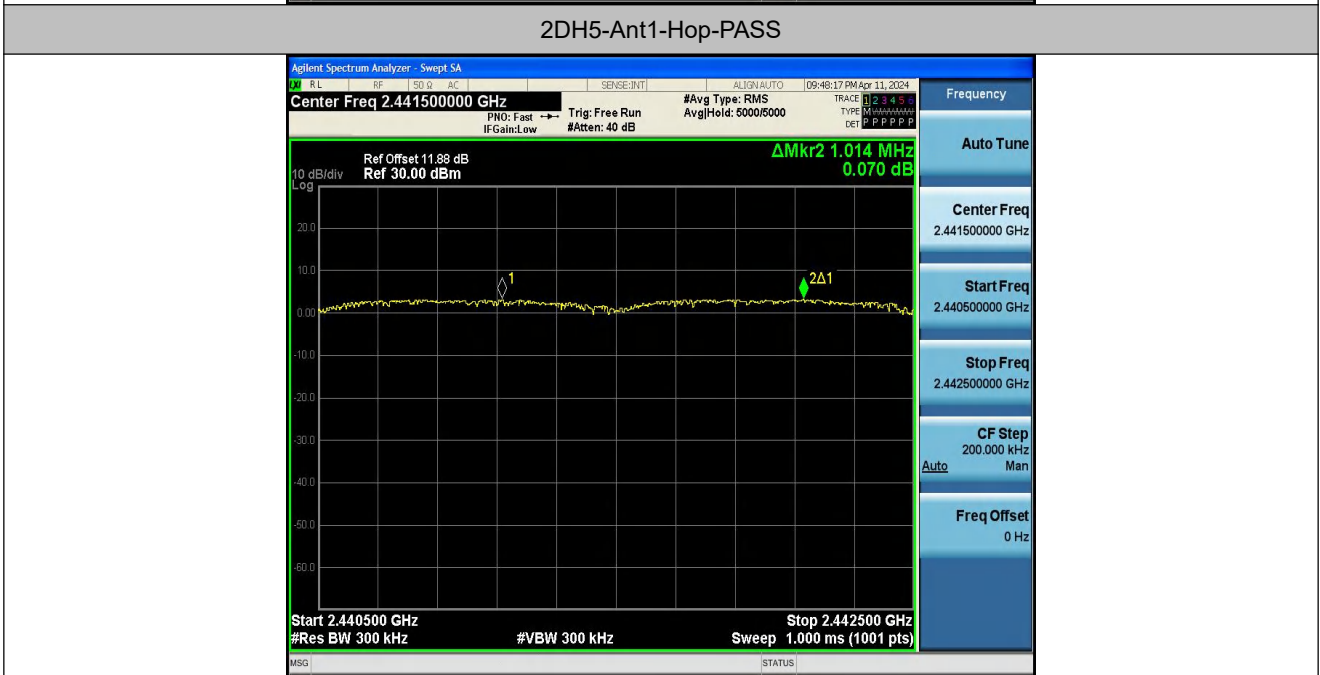 2DH5-Ant1-Hop-PASS
Agilent Spectrum Analyzer - Swept SA
LXI RL RF 50 Ω AC SENSE:INT ALIGN AUTO 09:48:17 PM Apr 11, 2024
Center Freq 2.441500000 GHz
PNO: Fast
IFGain:Low
Trig: Free Run
#Atten: 40 dB
#Avg Type: RMS
Avg|Hold: 5000/5000
TRACE 1 2 3 4 5 6
TYPE M
DET P P P P P P
Frequency
Auto Tune
Center Freq
2.441500000 GHz
Start Freq
2.440500000 GHz
Stop Freq
2.442500000 GHz
CF Step
200.000 kHz
Auto Man
Freq Offset
0 Hz
ΔMkr2 1.014 MHz
0.070 dB
Ref Offset 11.88 dB
10 dB/div Ref 30.00 dBm
Log
20.0
10.0
0.00
-10.0
-20.0
-30.0
-40.0
-50.0
-60.0
1
2Δ1
Start 2.440500 GHz Stop 2.442500 GHz
#Res BW 300 kHz #VBW 300 kHz Sweep 1.000 ms (1001 pts)
MSG STATUS